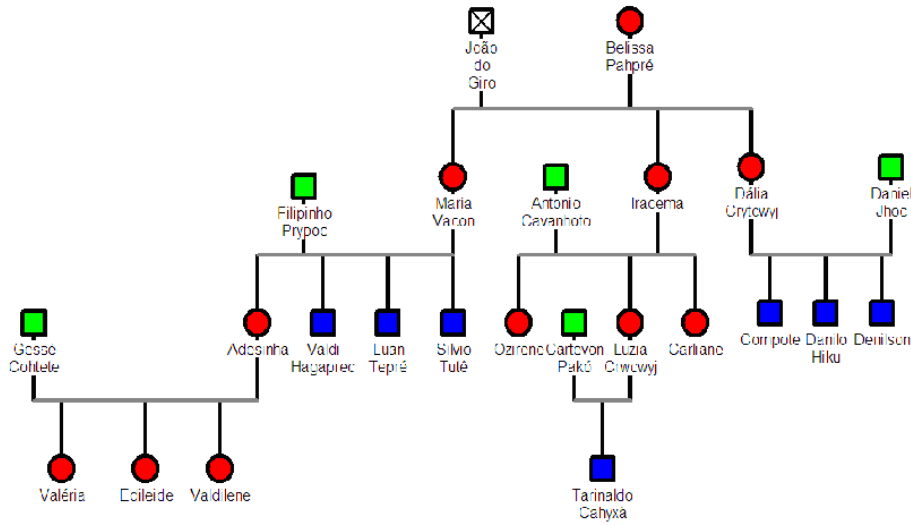 João
do
Giro
Belissa
Pahpré
Filipinho
Prypoc
Maria
Vacon
Antonio
Cavanhoto
Iracema
Dália
Crytcwyj
Daniel
Jhoc
Gesse
Cohtete
Adesinha
Valdi
Hagaprec
Luan
Tepré
Silvio
Tutê
Ozirene
Cartevon
Pakó
Luzia
Crwcwyj
Carliane
Compote
Danilo
Hiku
Denilson
Valéria
Ecileide
Valdilene
Tarinaldo
Cahyxà